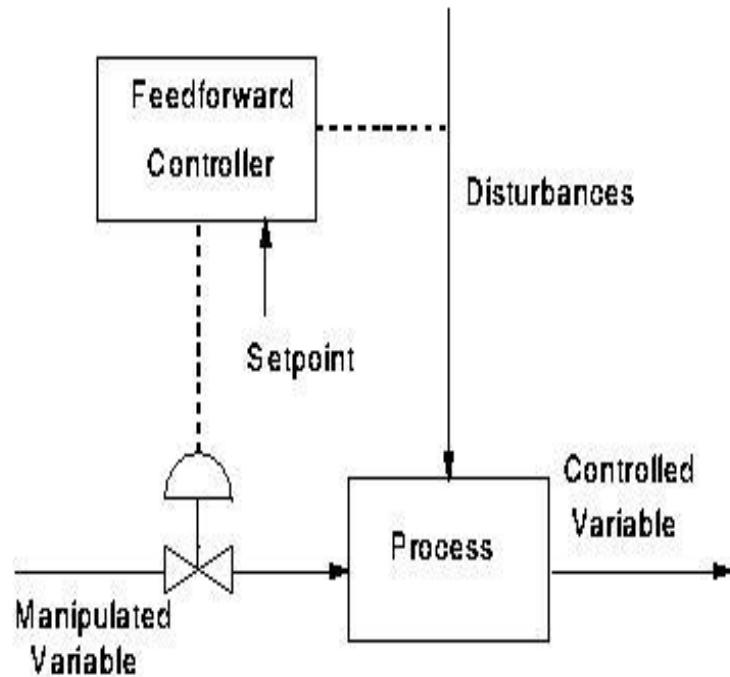 Feedforward
Controller
Disturbances
Setpoint
Controlled
Variable
Process
Manipulated
Variable